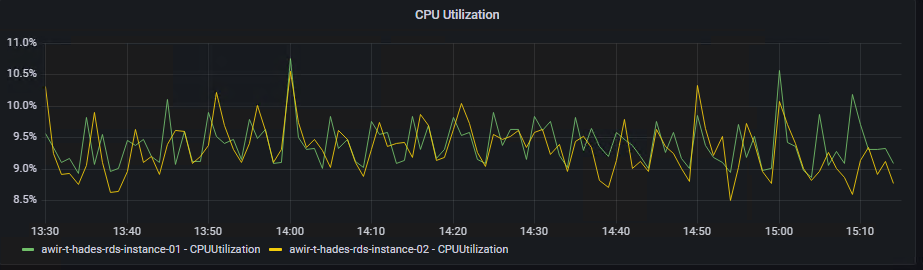 CPU Utilization
11.0%
10.5%
10.0%
9.5%
9.0%
8.5%
13:30 13:40 13:50 14:00 14:10 14:20 14:30 14:40 14:50 15:00 15:10
awir-t-hades-rds-instance-01 - CPUUtilization awir-t-hades-rds-instance-02 - CPUUtilization